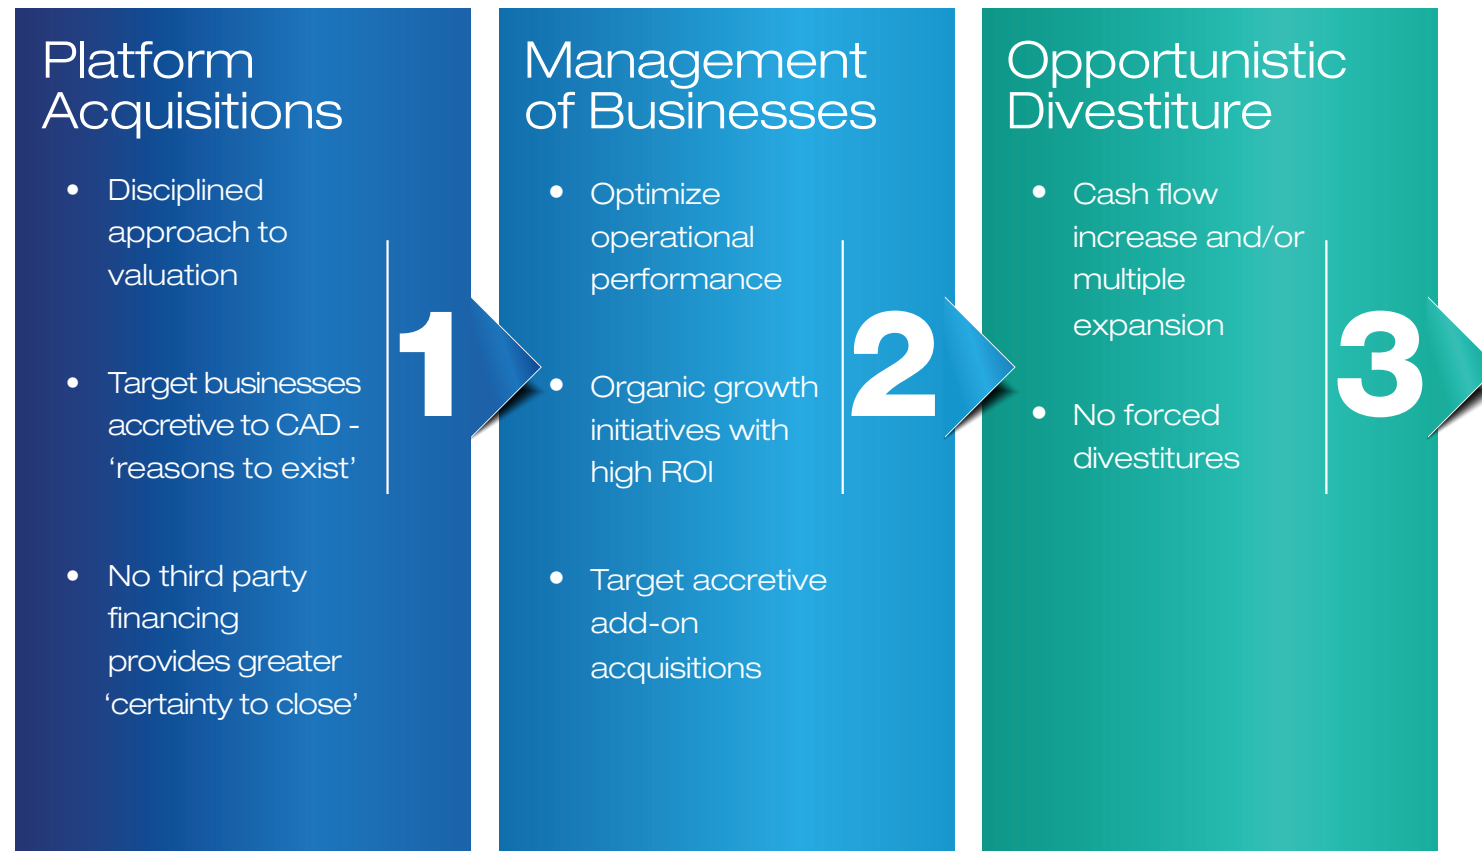 Platform
Acquisitions
• Disciplined
approach to
valuation
• Target businesses
accretive to CAD -
‘reasons to exist’
• No third party
financing
provides greater
‘certainty to close’
1
Management
of Businesses
• Optimize
operational
performance
• Organic growth
initiatives with
high ROI
• Target accretive
add-on
acquisitions
2
Opportunistic
Divestiture
• Cash flow
increase and/or
multiple
expansion
• No forced
divestitures
3